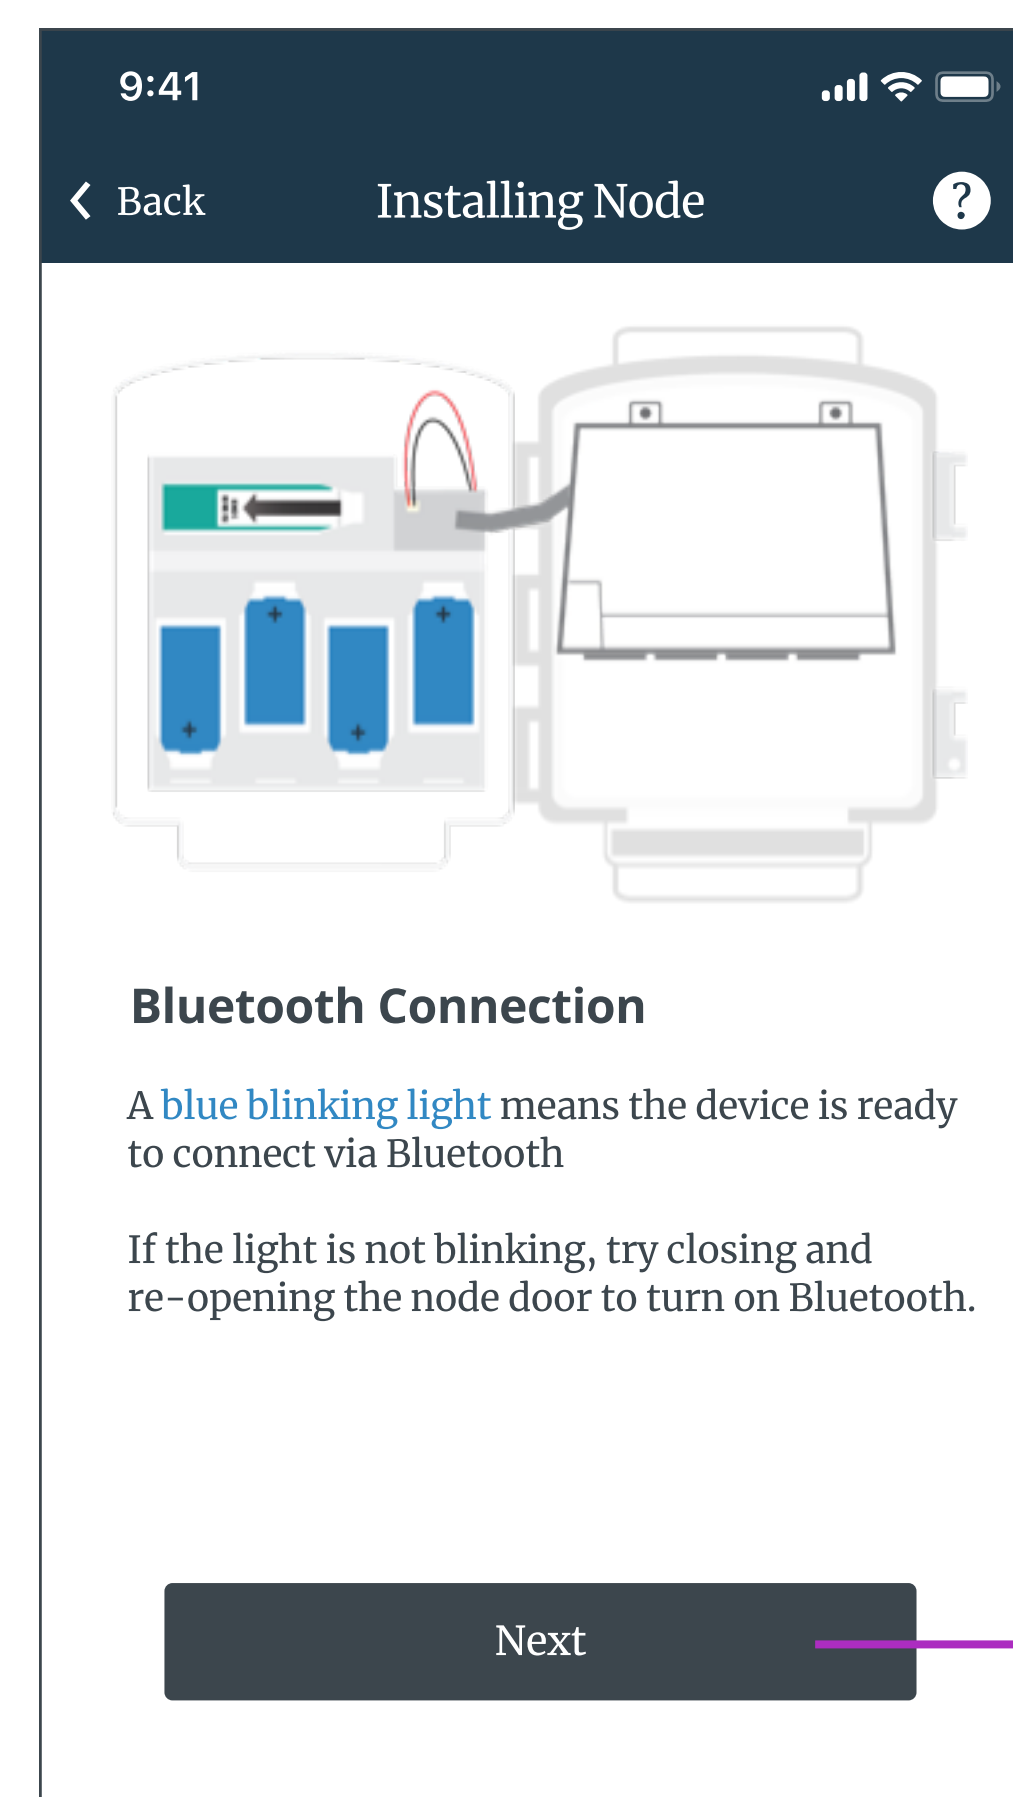 9:41
Back
Installing Node
?
+ +
+ +
Bluetooth Connection
A blue blinking light means the device is ready
to connect via Bluetooth
If the light is not blinking, try closing and
re-opening the node door to turn on Bluetooth.
Next